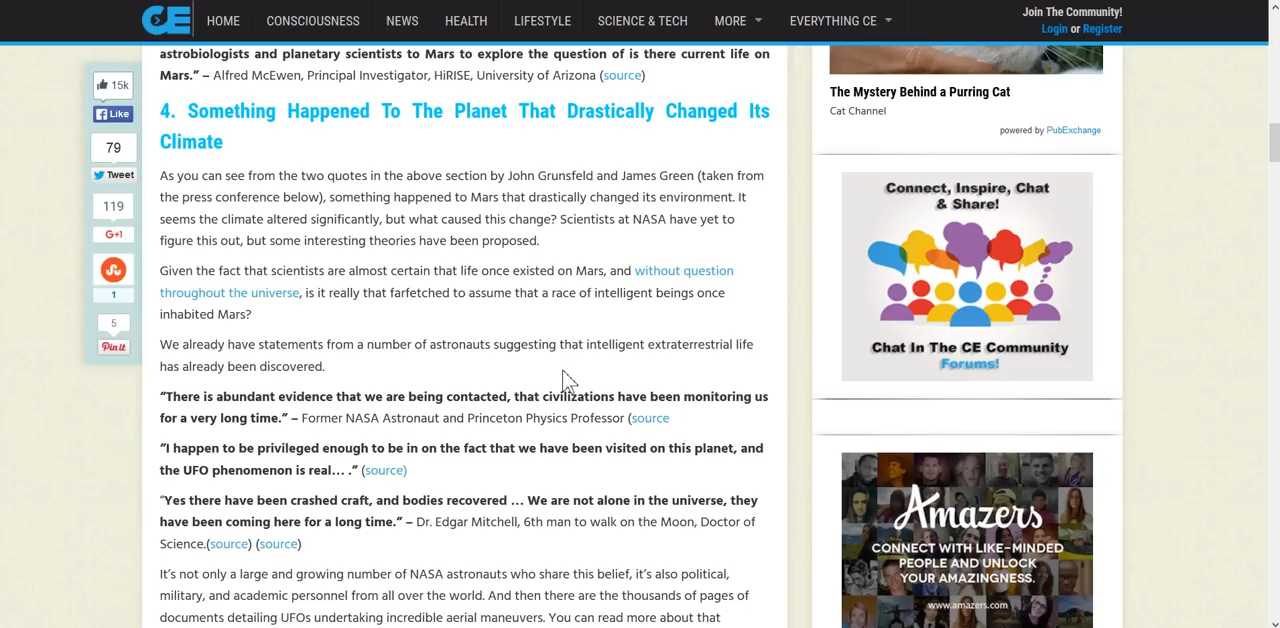 CE HOME CONSCIOUSNESS NEWS HEALTH LIFESTYLE SCIENCE & TECH MORE EVERYTHING CE
Join The Community!
Login or Register
astrobiologists and planetary scientists to Mars to explore the question of is there current life on
Mars.” – Alfred McEwen, Principal Investigator, HiRISE, University of Arizona (source)
4. Something Happened To The Planet That Drastically Changed Its
Climate
As you can see from the two quotes in the above section by John Grunsfeld and James Green (taken from
the press conference below), something happened to Mars that drastically changed its environment. It
seems the climate altered significantly, but what caused this change? Scientists at NASA have yet to
figure this out, but some interesting theories have been proposed.
Given the fact that scientists are almost certain that life once existed on Mars, and without question
throughout the universe, is it really that farfetched to assume that a race of intelligent beings once
inhabited Mars?
We already have statements from a number of astronauts suggesting that intelligent extraterrestrial life
has already been discovered.
“There is abundant evidence that we are being contacted, that civilizations have been monitoring us
for a very long time.” – Former NASA Astronaut and Princeton Physics Professor (source
“I happen to be privileged enough to be in on the fact that we have been visited on this planet, and
the UFO phenomenon is real… .” (source)
“Yes there have been crashed craft, and bodies recovered … We are not alone in the universe, they
have been coming here for a long time.” – Dr. Edgar Mitchell, 6th man to walk on the Moon, Doctor of
Science.(source) (source)
It’s not only a large and growing number of NASA astronauts who share this belief, it’s also political,
military, and academic personnel from all over the world. And then there are the thousands of pages of
documents detailing UFOs undertaking incredible aerial maneuvers. You can read more about that
15k
Like
79
Tweet
119
G+1
1
5
Pin it
The Mystery Behind a Purring Cat
Cat Channel
powered by PubExchange
Connect, Inspire, Chat
& Share!
Chat In The CE Community
Forums!
Amazers
CONNECT WITH LIKE-MINDED
PEOPLE AND UNLOCK
YOUR AMAZINGNESS.
www.amazers.com